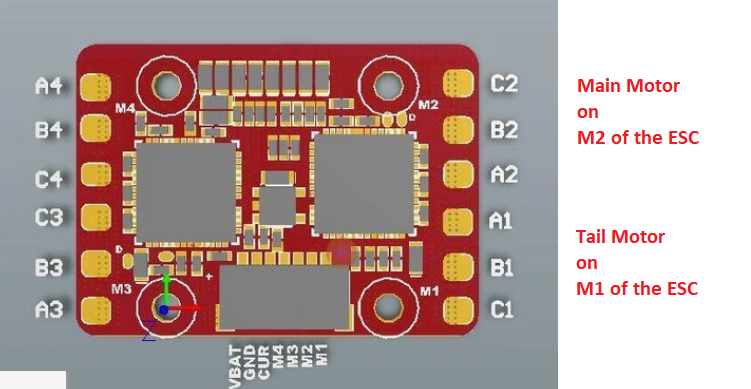 A4
B4
C4
C3
B3
A3
M4
M2
D
D
M3
M1
+
Z
C2
B2
A2
A1
B1
C1
VBAT
GND
CUR
M4
M3
M2
M1
Main Motor
on
M2 of the ESC
Tail Motor
on
M1 of the ESC